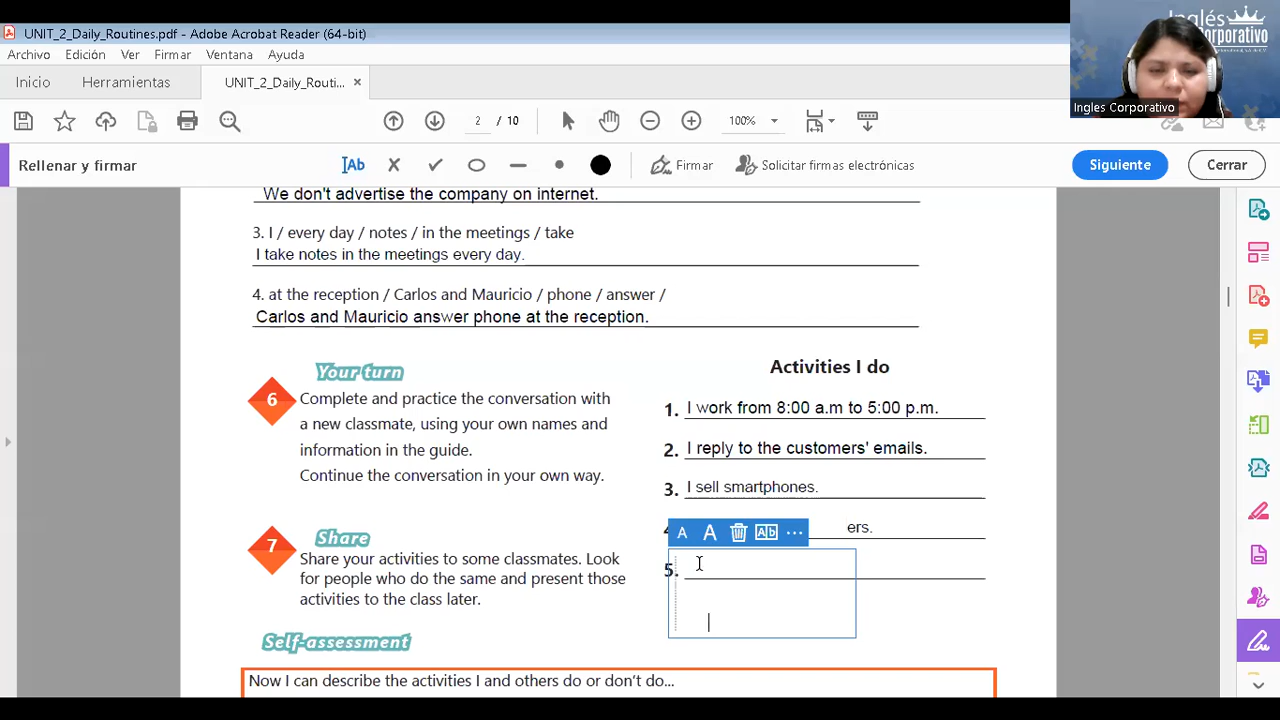 UNIT_2_Daily_Routines.pdf - Adobe Acrobat Reader (64-bit)
Inglés
Corporativo
Archivo Edición Ver Firmar Ventana Ayuda
Inicio Herramientas UNIT_2_Daily_Routi... ×
Ingles Corporativo
2 / 10 100%
Rellenar y firmar Ab Firmar Solicitar firmas electrónicas Siguiente Cerrar
We don't advertise the company on internet.
3. I / every day / notes / in the meetings / take
I take notes in the meetings every day.
4. at the reception / Carlos and Mauricio / phone / answer /
Carlos and Mauricio answer phone at the reception.
Your turn
6
Complete and practice the conversation with
a new classmate, using your own names and
information in the guide.
Continue the conversation in your own way.
7
Share
Share your activities to some classmates. Look
for people who do the same and present those
activities to the class later.
Activities I do
1. I work from 8:00 a.m to 5:00 p.m.
2. I reply to the customers' emails.
3. I sell smartphones.
ers.
A A Ab ...
5.
Self-assessment
Now I can describe the activities I and others do or don't do...